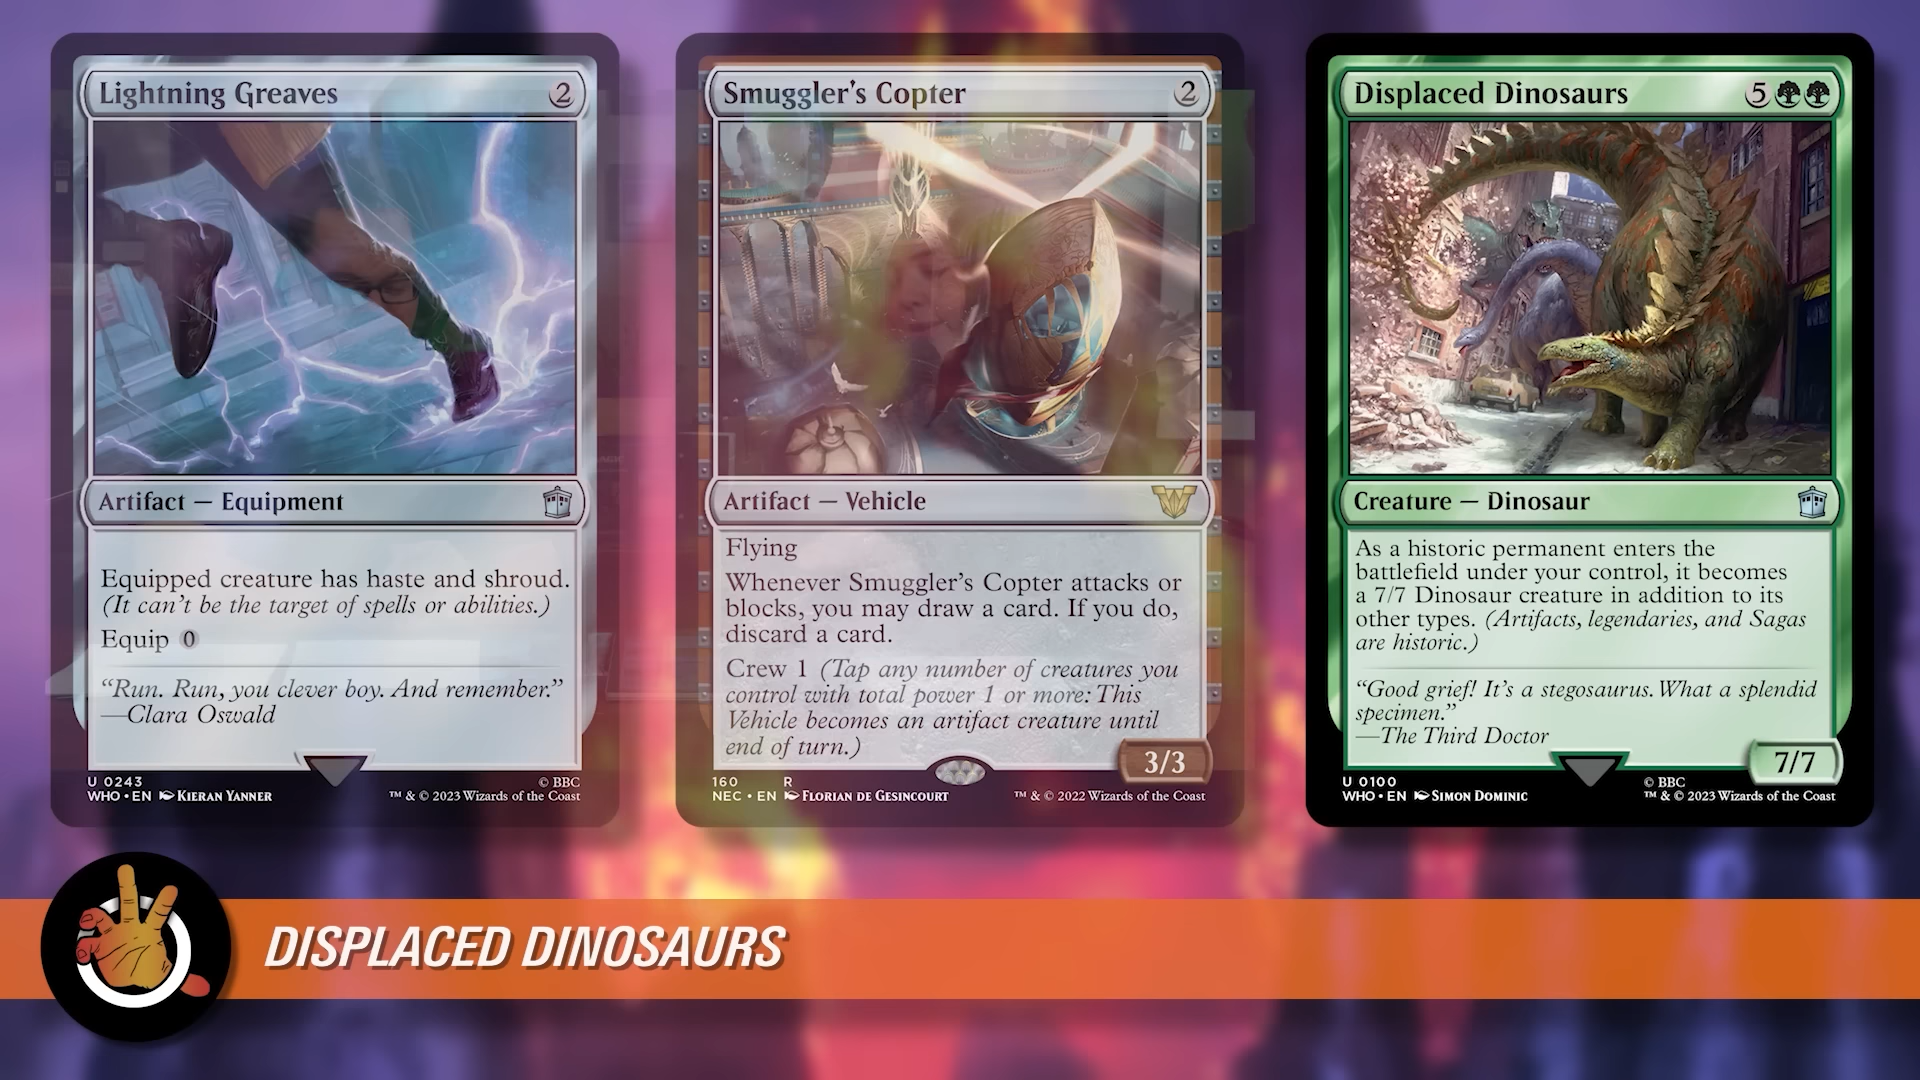 Lightning Greaves 2
Artifact — Equipment
Equipped creature has haste and shroud.
(It can't be the target of spells or abilities.)
Equip 0
“Run. Run, you clever boy. And remember.”
—Clara Oswald
U 0243
WHO • EN KIERAN YANNER
© BBC
™ & © 2023 Wizards of the Coast
Smuggler's Copter 2
Artifact — Vehicle
Flying
Whenever Smuggler's Copter attacks or
blocks, you may draw a card. If you do,
discard a card.
Crew 1 (Tap any number of creatures you
control with total power 1 or more: This
Vehicle becomes an artifact creature until
end of turn.)
3/3
160 R
NEC • EN FLORIAN DE GESINCOURT
™ & © 2022 Wizards of the Coast
Displaced Dinosaurs 5
Creature — Dinosaur
As a historic permanent enters the
battlefield under your control, it becomes
a 7/7 Dinosaur creature in addition to its
other types. (Artifacts, legendaries, and Sagas
are historic.)
“Good grief! It's a stegosaurus. What a splendid
specimen.”
—The Third Doctor
7/7
U 0100
WHO • EN SIMON DOMINIC
© BBC
™ & © 2023 Wizards of the Coast
DISPLACED DINOSAURS